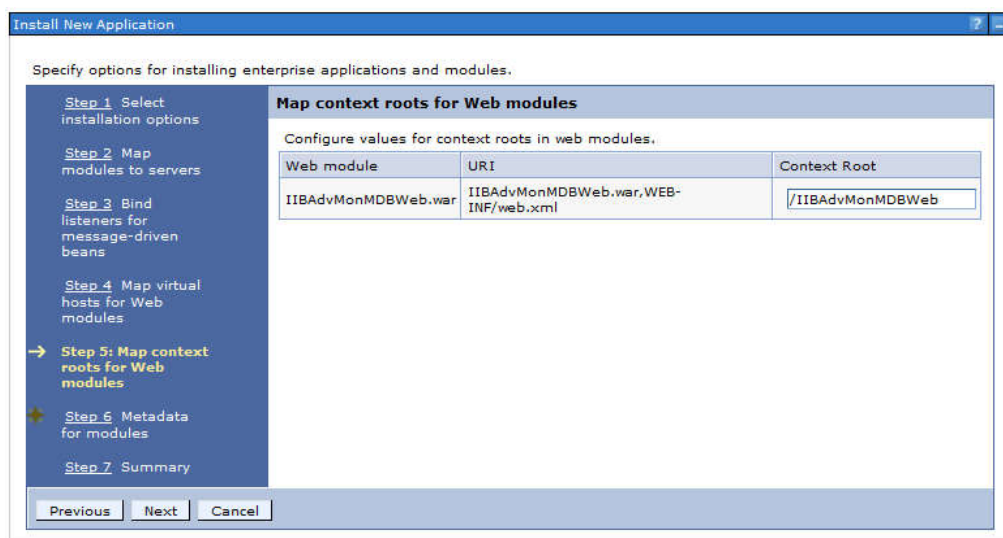 Install New Application
?
Specify options for installing enterprise applications and modules.
Step 1 Select
installation options
Step 2 Map
modules to servers
Step 3 Bind
listeners for
message-driven
beans
Step 4 Map virtual
hosts for Web
modules
Step 5: Map context
roots for Web
modules
Step 6 Metadata
for modules
Step 7 Summary
Map context roots for Web modules
Configure values for context roots in web modules.
Web module URI Context Root
IIBAdvMonMDBWeb.war IIBAdvMonMDBWeb.war,WEB-
INF/web.xml /IIBAdvMonMDBWeb
Previous Next Cancel